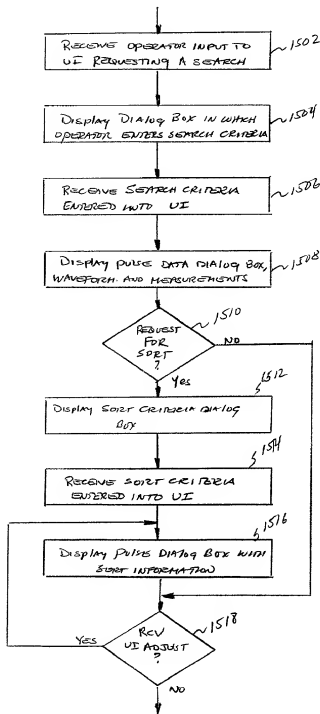 RECEIVE OPERATOR INPUT TO
UI REQUESTING A SEARCH
1502
DISPLAY DIALOG BOX IN WHICH
OPERATOR ENTERS SEARCH CRITERIA
1504
RECEIVE SEARCH CRITERIA
ENTERED INTO UI
1506
DISPLAY PULSE DATA DIALOG BOX,
WAVEFORM AND MEASUREMENTS
1508
REQUEST
FOR
SORT
?
1510
NO
Yes
DISPLAY SORT CRITERIA DIALOG
BOX
1512
RECEIVE SORT CRITERIA
ENTERED INTO UI
1514
DISPLAY PULSE DIALOG BOX WITH
SORT INFORMATION
1516
RCV
UI ADJUST
?
1518
YES
NO